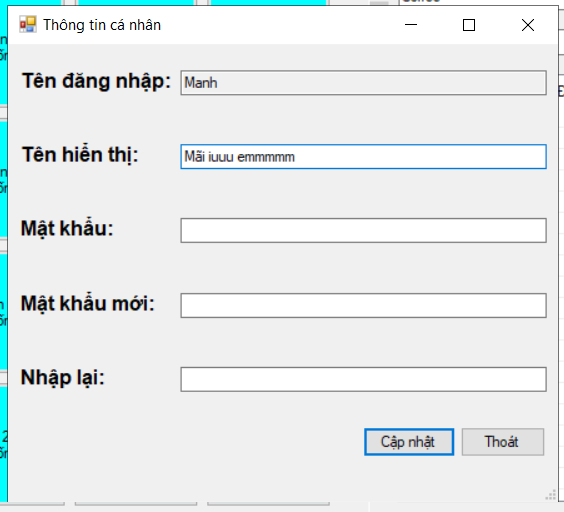 Thông tin cá nhân
Tên đăng nhập: Manh
Tên hiển thị: Mãi iuuu emmmmm
Mật khẩu:
Mật khẩu mới:
Nhập lại:
Cập nhật Thoát